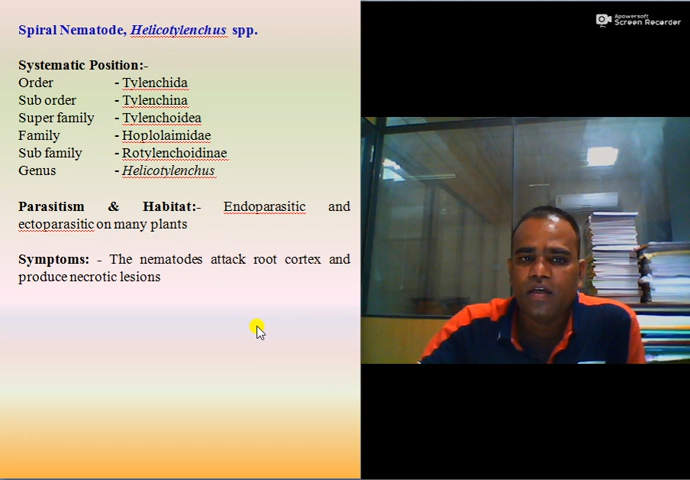 Spiral Nematode, Helicotylenchus spp.
Systematic Position:-
Order - Tylenchida
Sub order - Tylenchina
Super family - Tylenchoidea
Family - Hoplolaimidae
Sub family - Rotylenchoidinae
Genus - Helicotylenchus
Parasitism & Habitat:- Endoparasitic and
ectoparasitic on many plants
Symptoms: - The nematodes attack root cortex and
produce necrotic lesions
Apowersoft
Screen Recorder